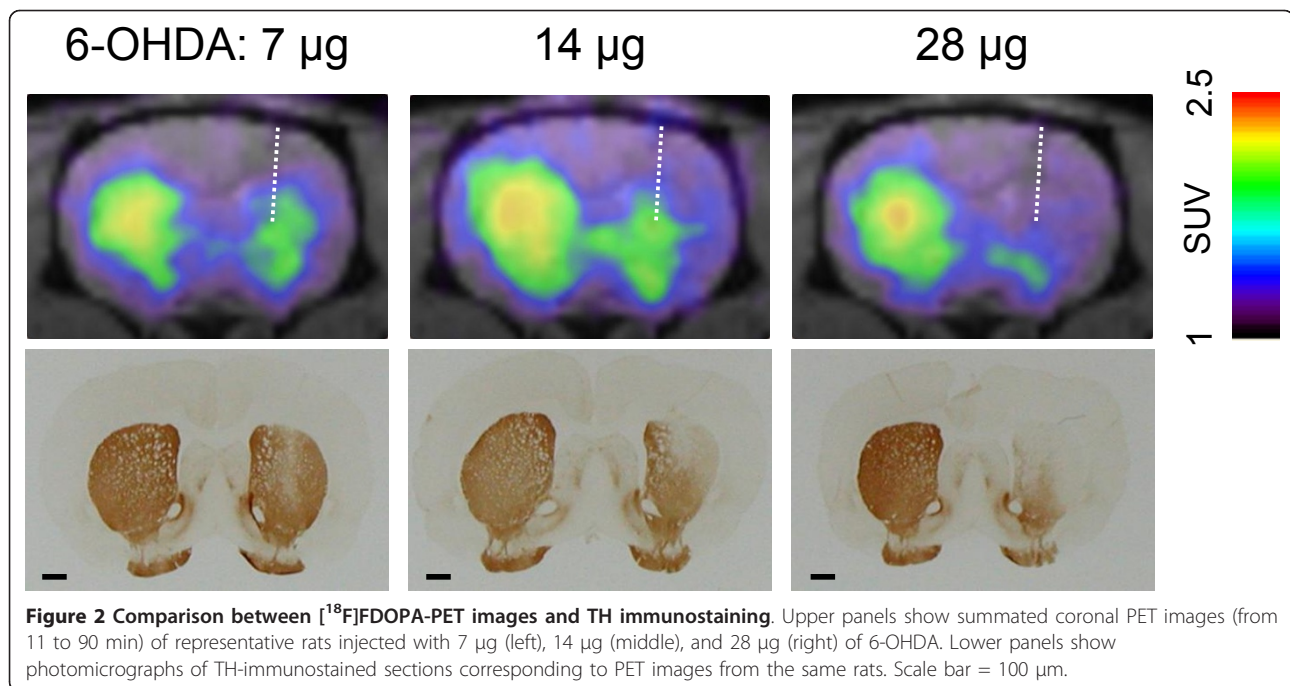 6-OHDA: 7 µg
14 µg
28 µg
2.5
SUV
1
Figure 2 Comparison between [¹⁸F]FDOPA-PET images and TH immunostaining. Upper panels show summated coronal PET images (from
11 to 90 min) of representative rats injected with 7 µg (left), 14 µg (middle), and 28 µg (right) of 6-OHDA. Lower panels show
photomicrographs of TH-immunostained sections corresponding to PET images from the same rats. Scale bar = 100 µm.